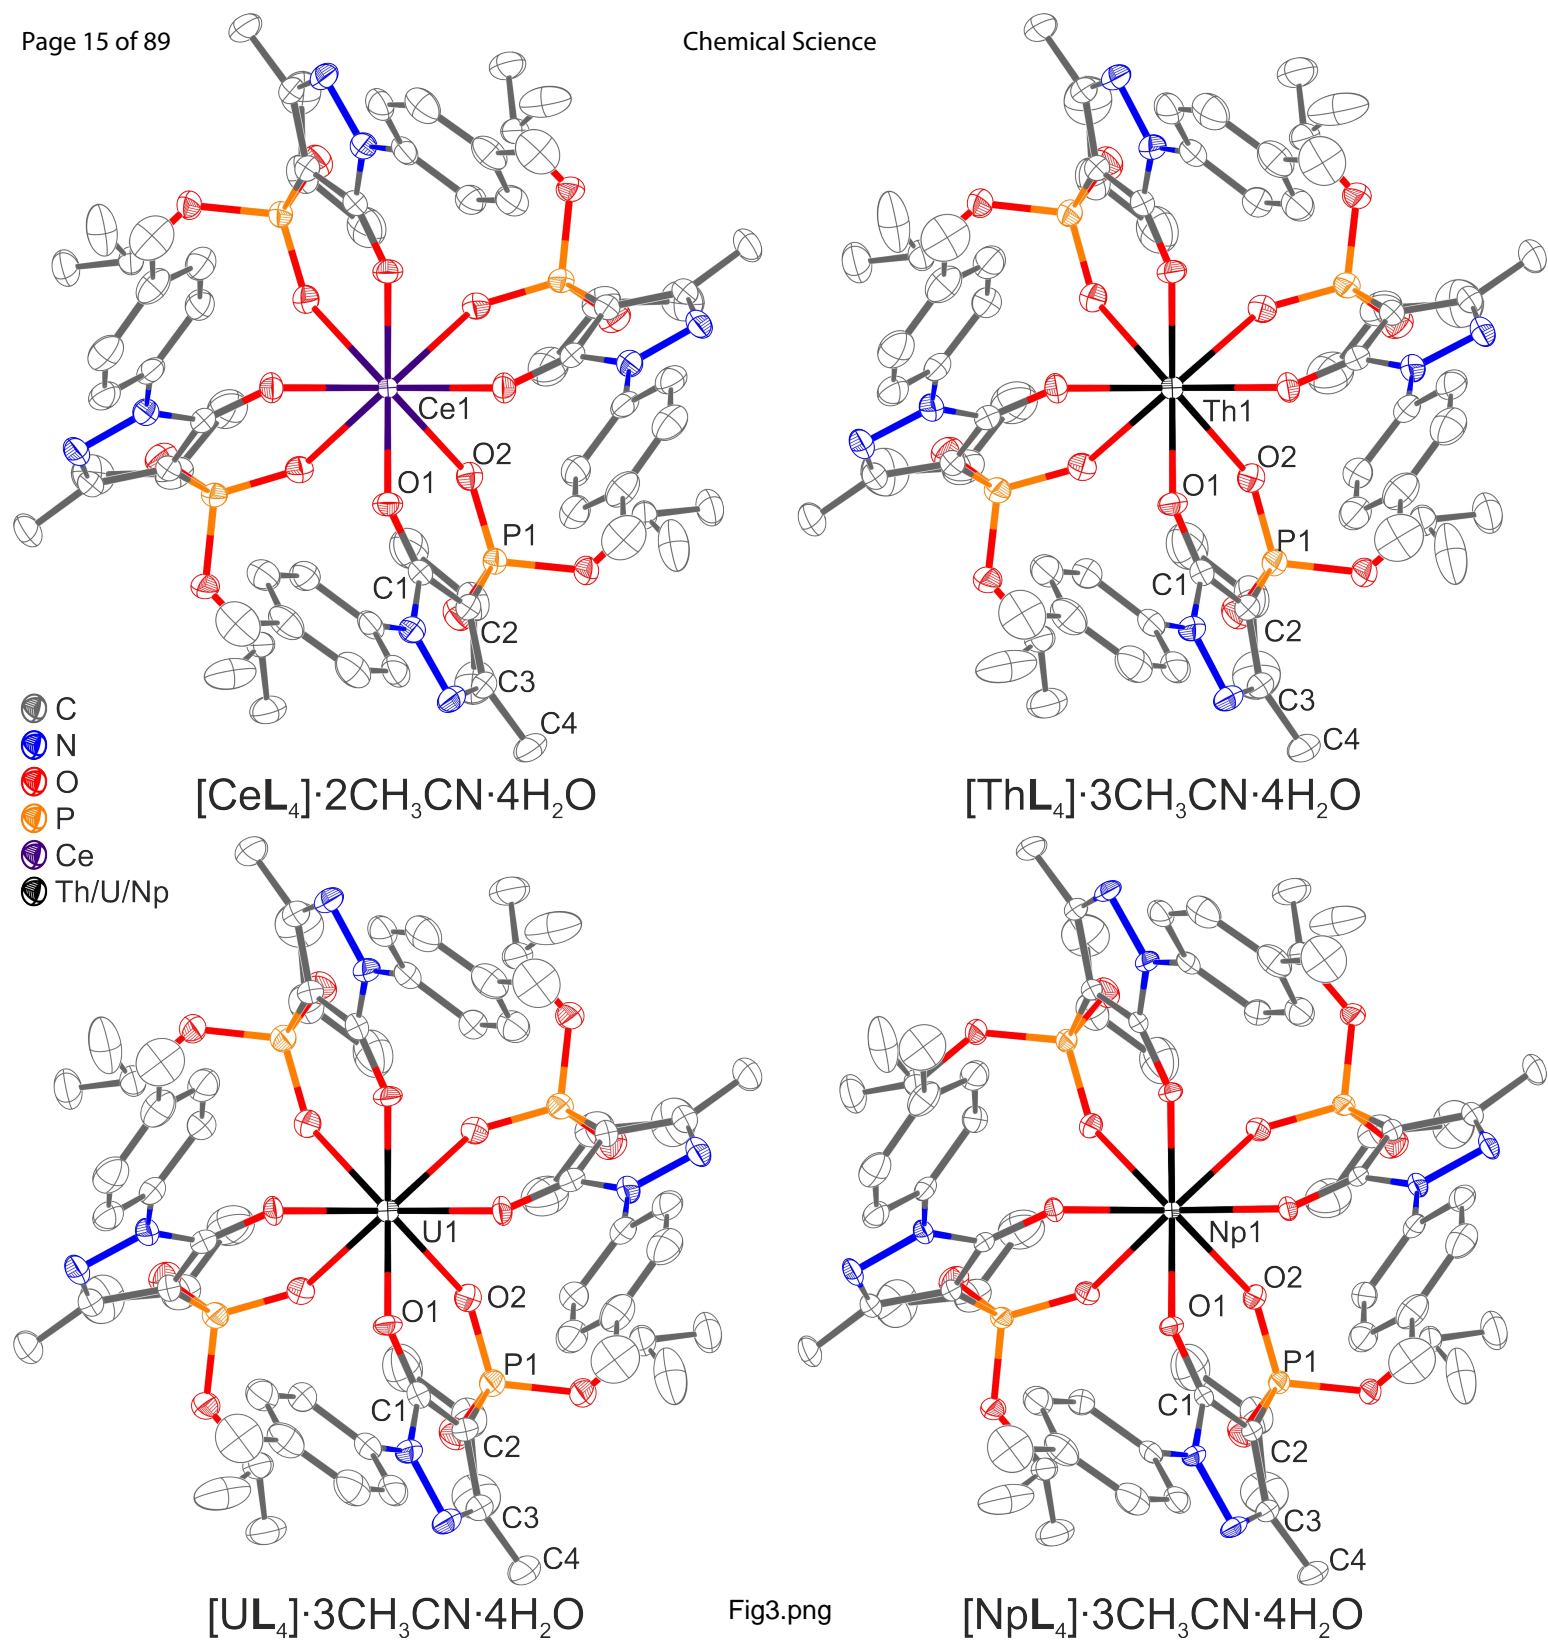 Page 15 of 89
Chemical Science
Ce1
O2
O1
P1
C1
C2
C3
C4
[CeL₄]·2CH₃CN·4H₂O
Th1
O2
O1
P1
C1
C2
C3
C4
[ThL₄]·3CH₃CN·4H₂O
C
N
O
P
Ce
Th/U/Np
U1
O2
O1
P1
C1
C2
C3
C4
[UL₄]·3CH₃CN·4H₂O
Np1
O2
O1
P1
C1
C2
C3
C4
[NpL₄]·3CH₃CN·4H₂O
Fig3.png